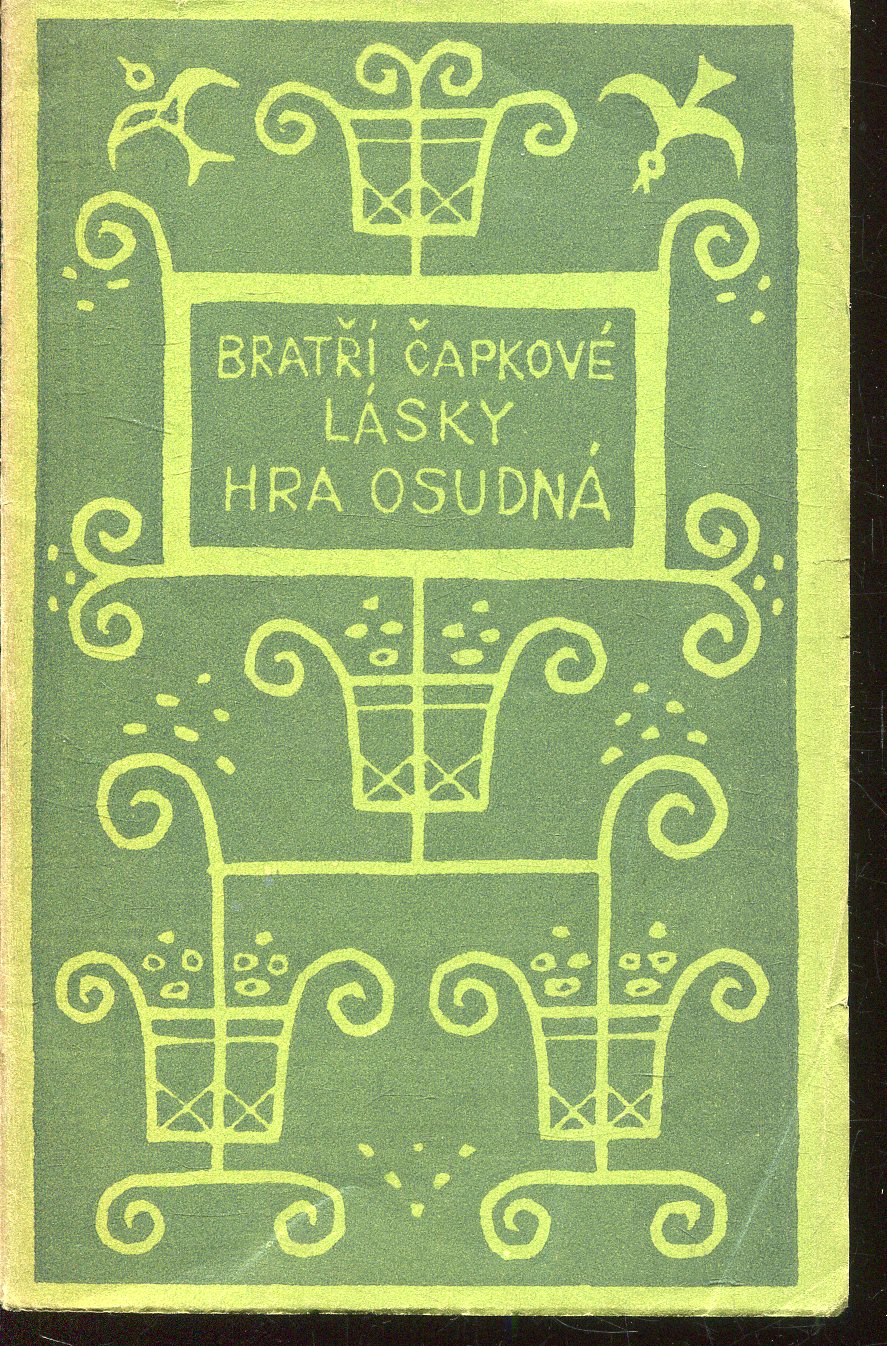 BRATŘÍ ČAPKOVÉ
LÁSKY
HRA OSUDNÁ